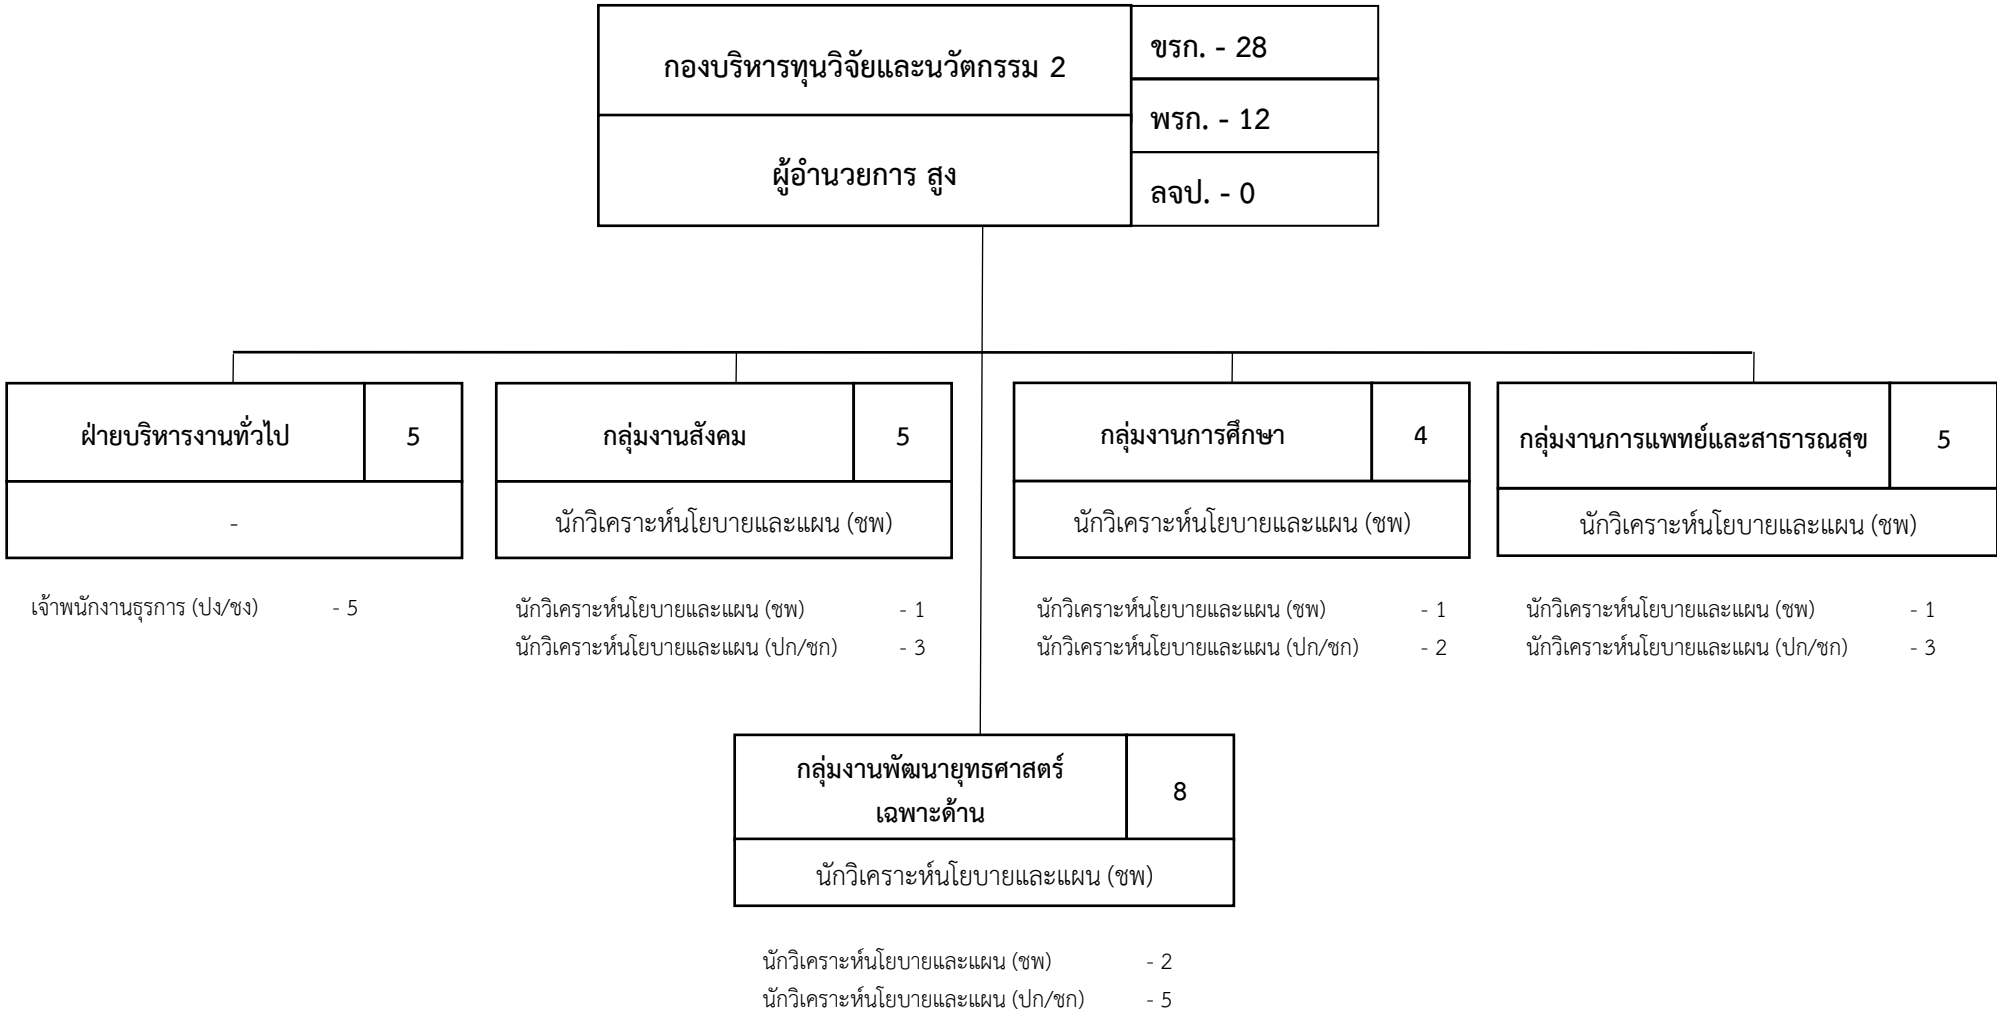 กองบริหารทุนวิจัยและนวัตกรรม 2
ขรก. - 28
พรก. - 12
ผู้อำนวยการ สูง
ลจป. - 0
ฝ่ายบริหารงานทั่วไป 5
-
เจ้าพนักงานธุรการ (ปง/ชง) - 5
กลุ่มงานสังคม 5
นักวิเคราะห์นโยบายและแผน (ชพ)
นักวิเคราะห์นโยบายและแผน (ชพ) - 1
นักวิเคราะห์นโยบายและแผน (ปก/ชก) - 3
กลุ่มงานการศึกษา 4
นักวิเคราะห์นโยบายและแผน (ชพ)
นักวิเคราะห์นโยบายและแผน (ชพ) - 1
นักวิเคราะห์นโยบายและแผน (ปก/ชก) - 2
กลุ่มงานการแพทย์และสาธารณสุข 5
นักวิเคราะห์นโยบายและแผน (ชพ)
นักวิเคราะห์นโยบายและแผน (ชพ) - 1
นักวิเคราะห์นโยบายและแผน (ปก/ชก) - 3
กลุ่มงานพัฒนายุทธศาสตร์
เฉพาะด้าน
8
นักวิเคราะห์นโยบายและแผน (ชพ)
นักวิเคราะห์นโยบายและแผน (ชพ) - 2
นักวิเคราะห์นโยบายและแผน (ปก/ชก) - 5